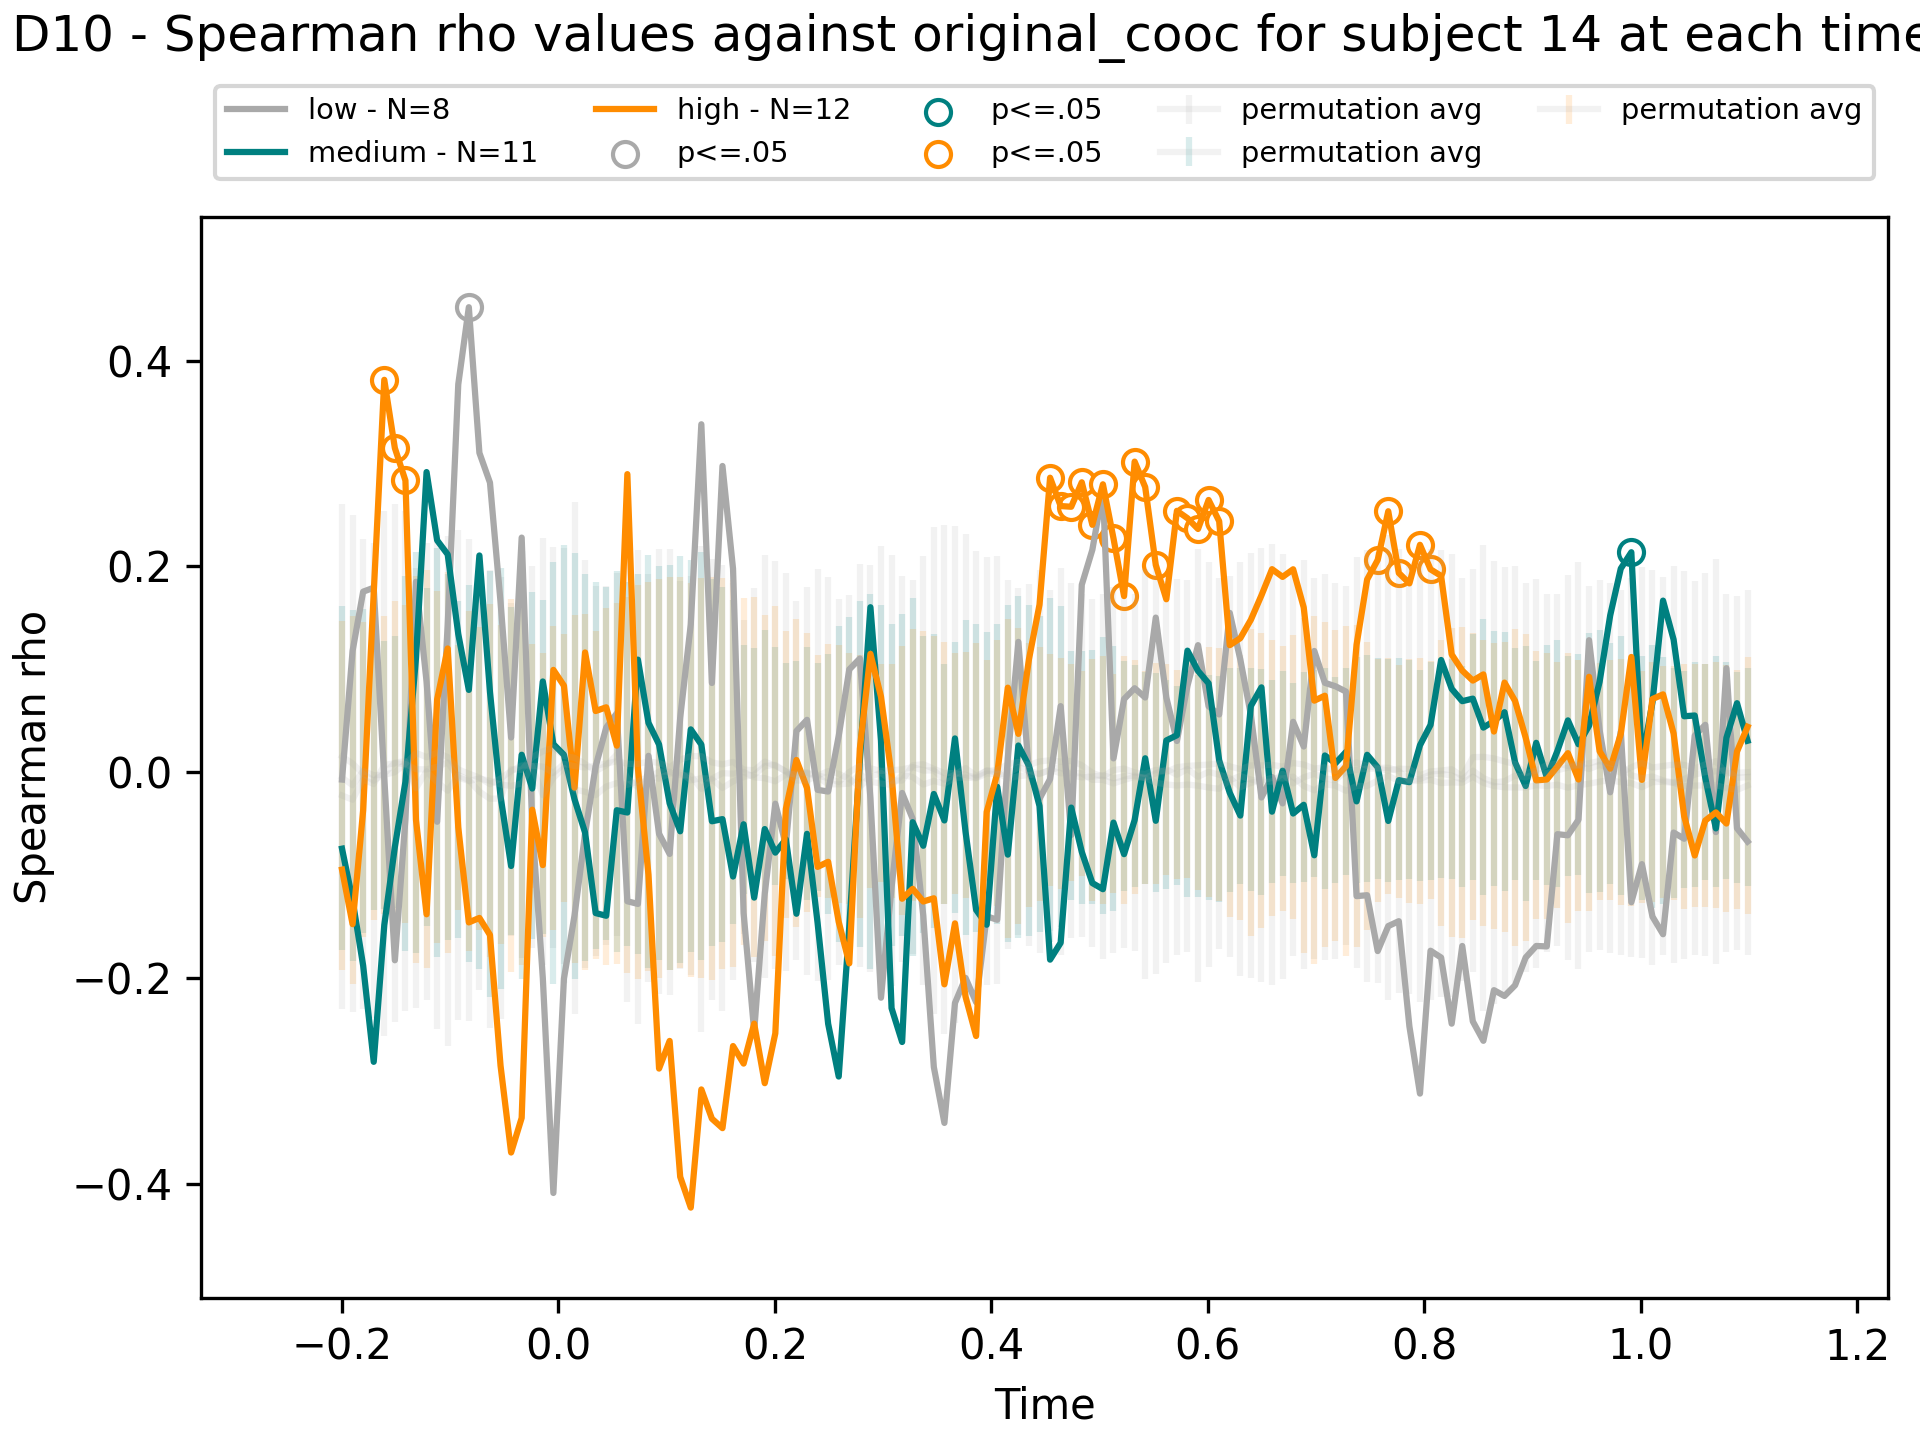 D10 - Spearman rho values against original_cooc for subject 14 at each time
low - N=8
medium - N=11
high - N=12
p<=.05
p<=.05
p<=.05
permutation avg
permutation avg
permutation avg
Spearman rho
0.4
0.2
0.0
−0.2
−0.4
−0.2 0.0 0.2 0.4 0.6 0.8 1.0 1.2
Time